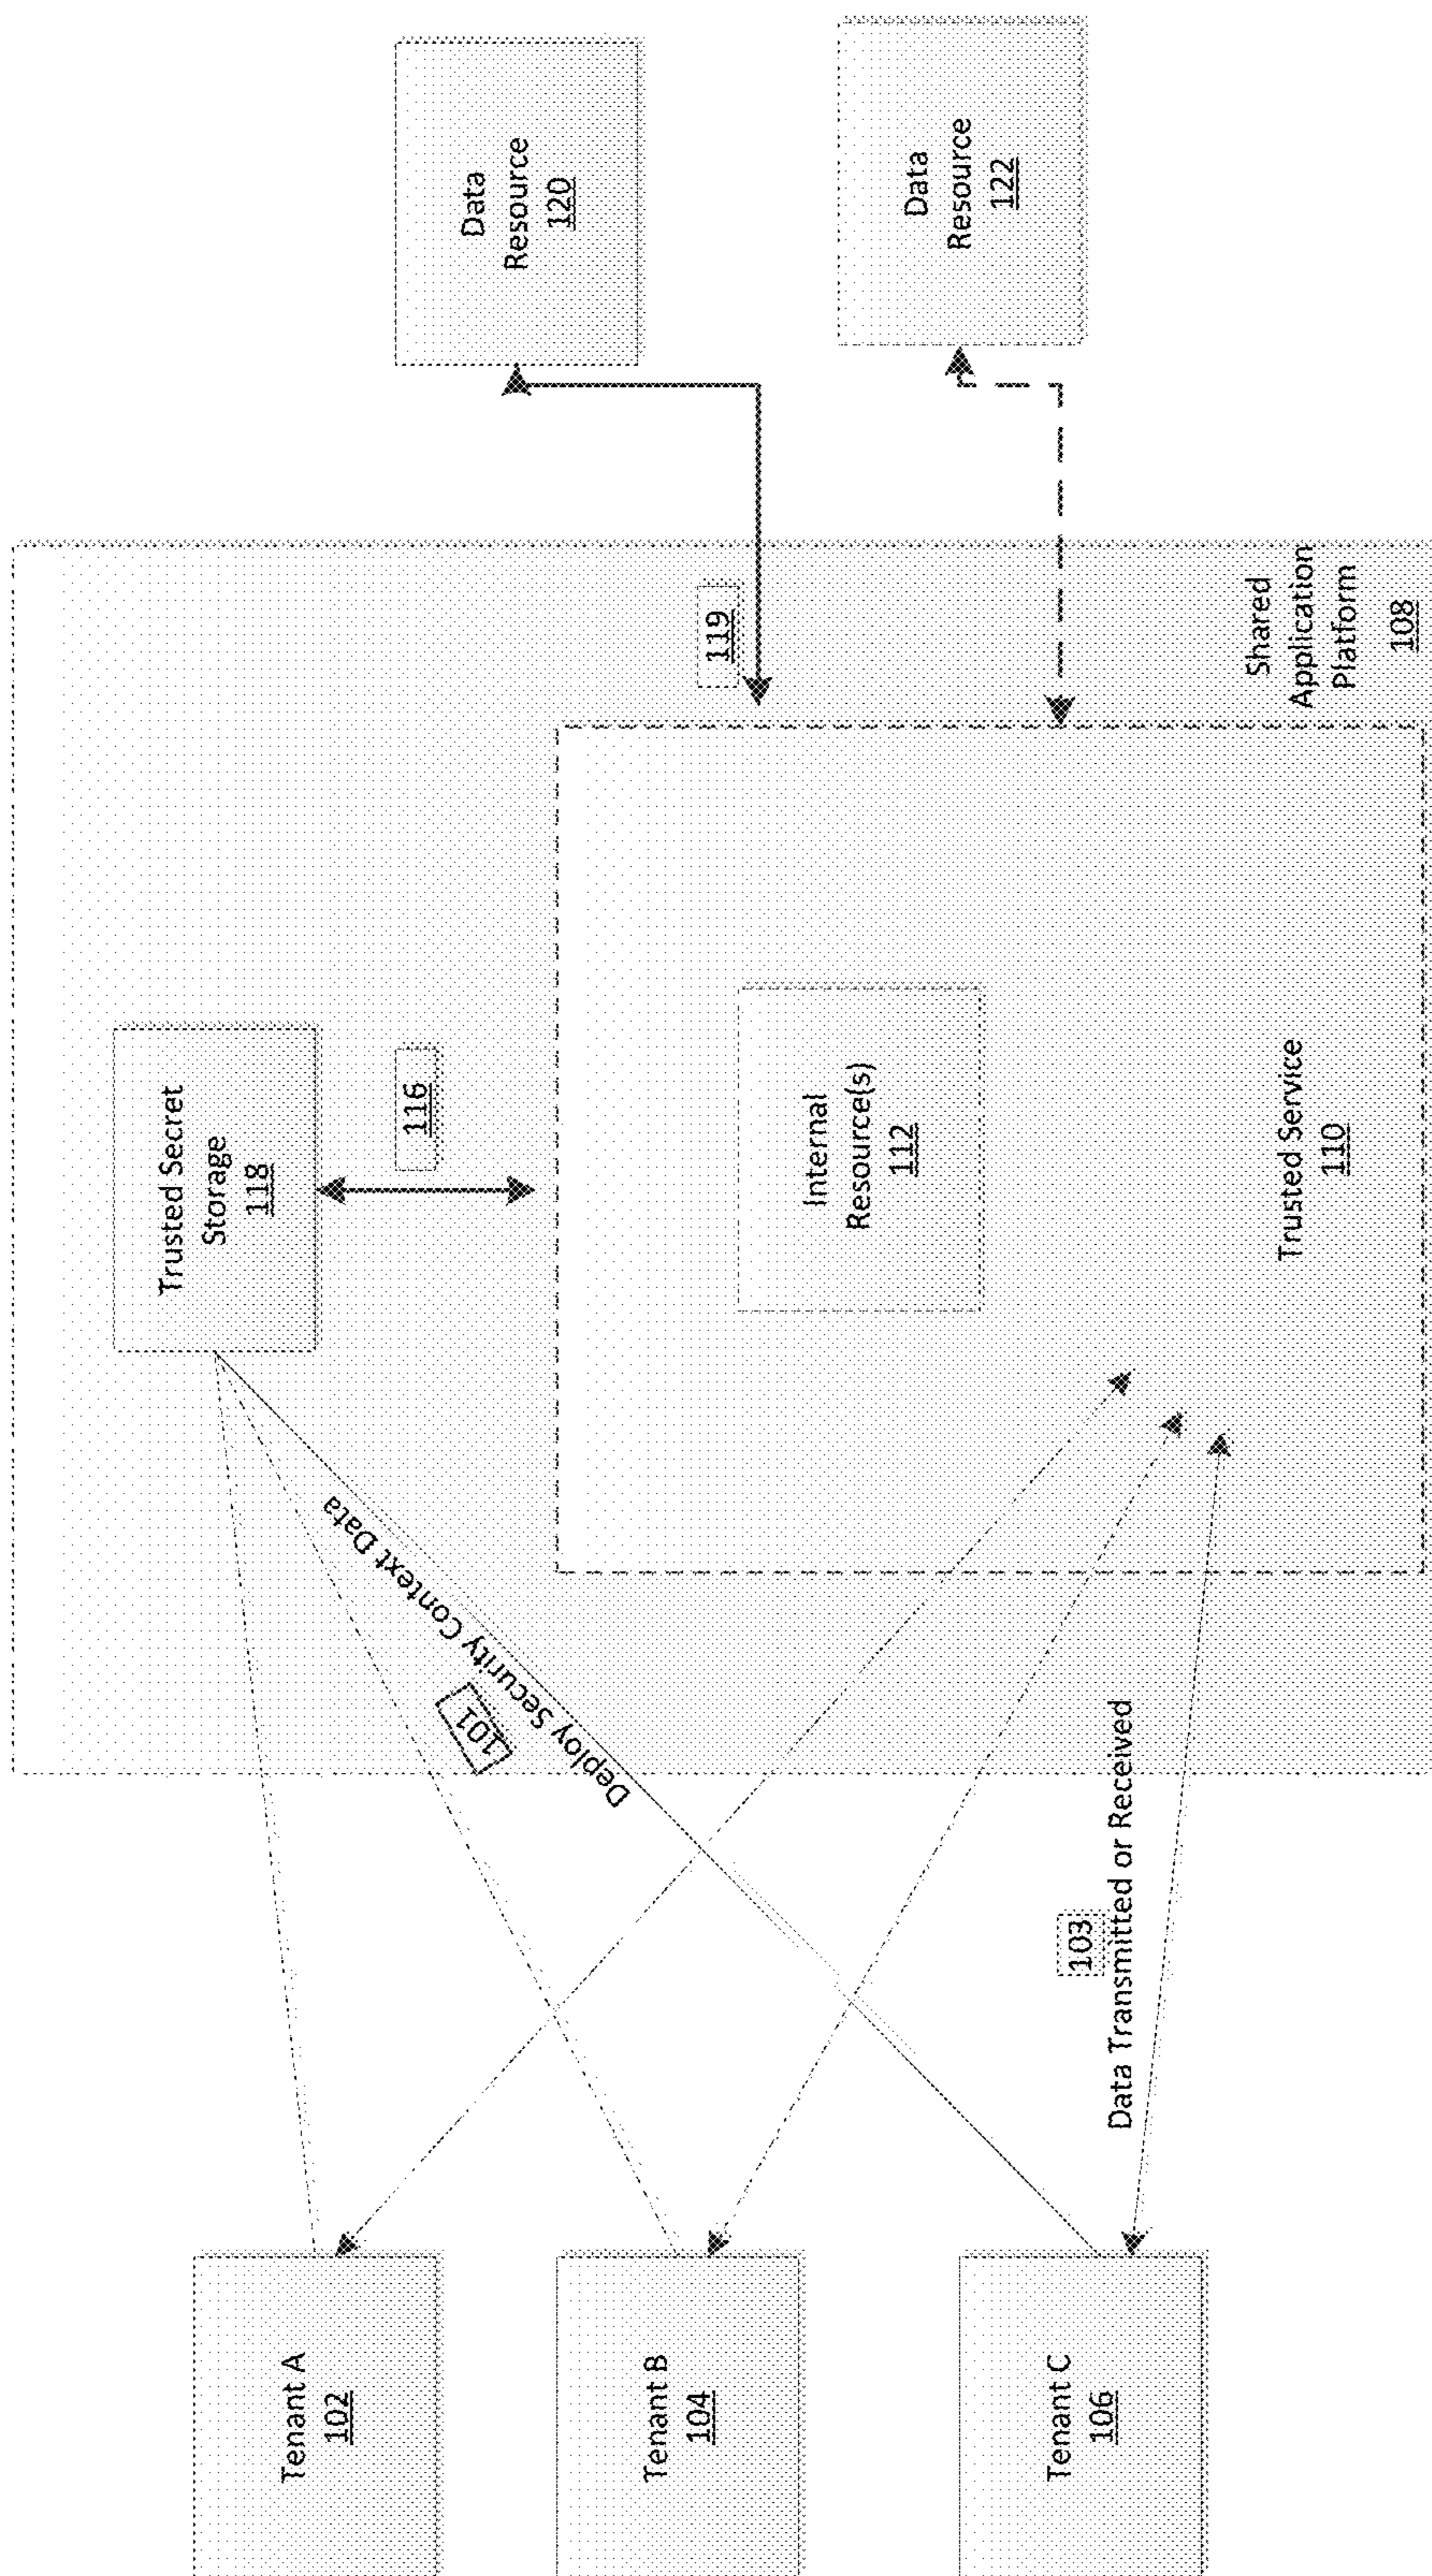 Tenant A
102
Tenant B
104
Tenant C
106
Deploy Security Context Data
101
103
Data Transmitted or Received
Trusted Secret
Storage
118
116
Internal
Resource(s)
112
Trusted Service
110
119
Shared
Application
Platform
108
Data
Resource
120
Data
Resource
122